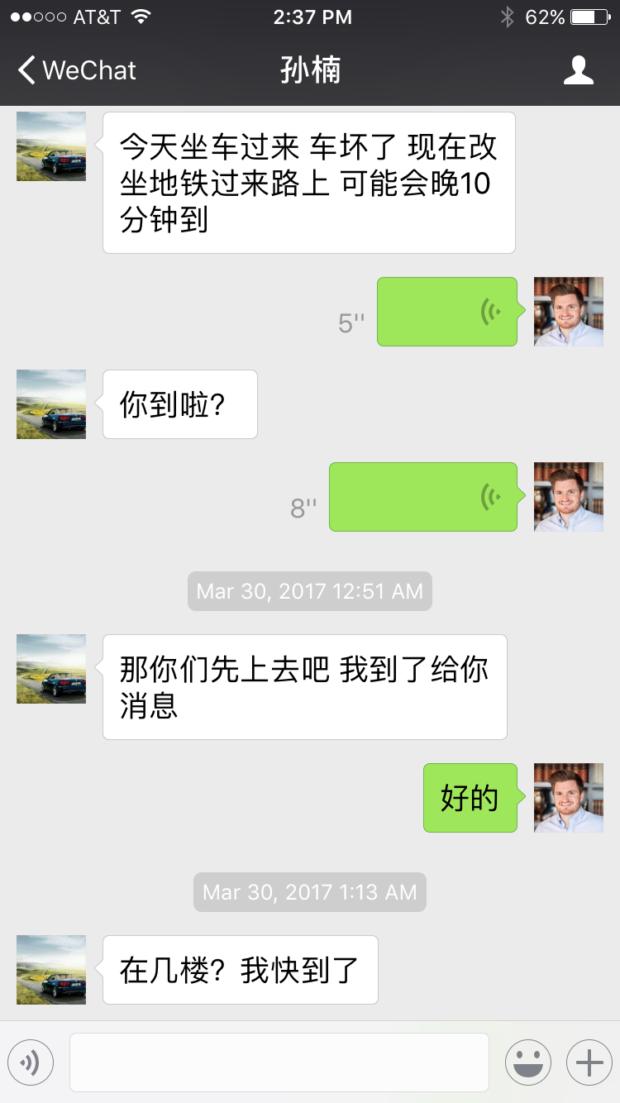 AT&T 2:37 PM 62%
WeChat 孙楠
今天坐车过来 车坏了 现在改
坐地铁过来路上 可能会晚10
分钟到
5''
你到啦?
8''
Mar 30, 2017 12:51 AM
那你们先上去吧 我到了给你
消息
好的
Mar 30, 2017 1:13 AM
在几楼? 我快到了